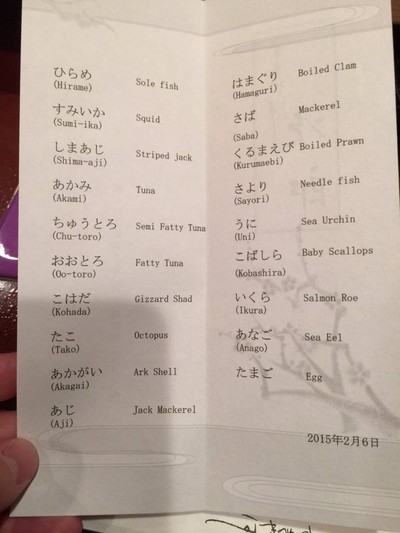 ひらめ Sole fish
(Hirame)
すみいか Squid
(Sumi-ika)
しまあじ Striped jack
(Shima-aji)
あかみ Tuna
(Akami)
ちゅうとろ Semi Fatty Tuna
(Chu-toro)
おおとろ Fatty Tuna
(Oo-toro)
こはだ Gizzard Shad
(Kohada)
たこ Octopus
(Tako)
あかがい Ark Shell
(Akagai)
あじ Jack Mackerel
(Aji)
はまぐり Boiled Clam
(Hamaguri)
さば Mackerel
(Saba)
くるまえび Boiled Prawn
(Kurumaebi)
さより Needle fish
(Sayori)
うに Sea Urchin
(Uni)
こばしら Baby Scallops
(Kobashira)
いくら Salmon Roe
(Ikura)
あなご Sea Eel
(Anago)
たまご Egg
2015年2月6日